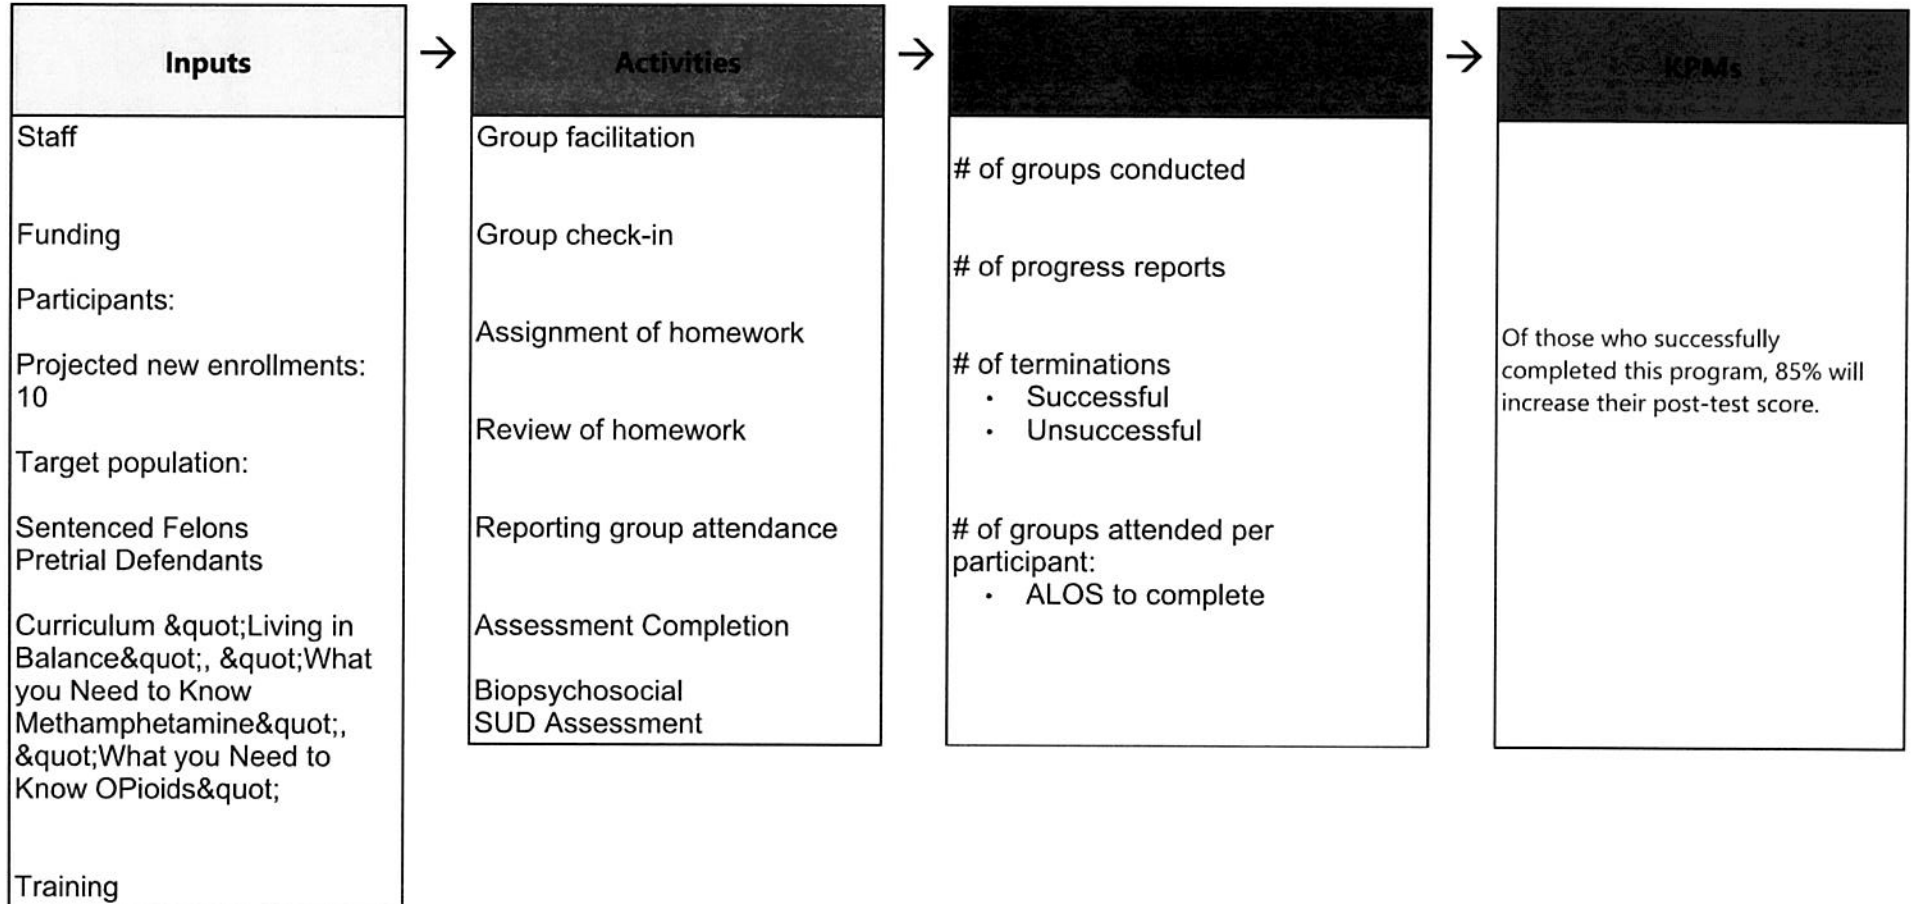 Inputs
Staff
Funding
Participants:
Projected new enrollments:
10
Target population:
Sentenced Felons
Pretrial Defendants
Curriculum &quot;Living in
Balance&quot;, &quot;What
you Need to Know
Methamphetamine&quot;,
&quot;What you Need to
Know OPioids&quot;
Training
→
Activities
Group facilitation
Group check-in
Assignment of homework
Review of homework
Reporting group attendance
Assessment Completion
Biopsychosocial
SUD Assessment
→
# of groups conducted
# of progress reports
# of terminations
• Successful
• Unsuccessful
# of groups attended per
participant:
• ALOS to complete
→
KPMs
Of those who successfully
completed this program, 85% will
increase their post-test score.